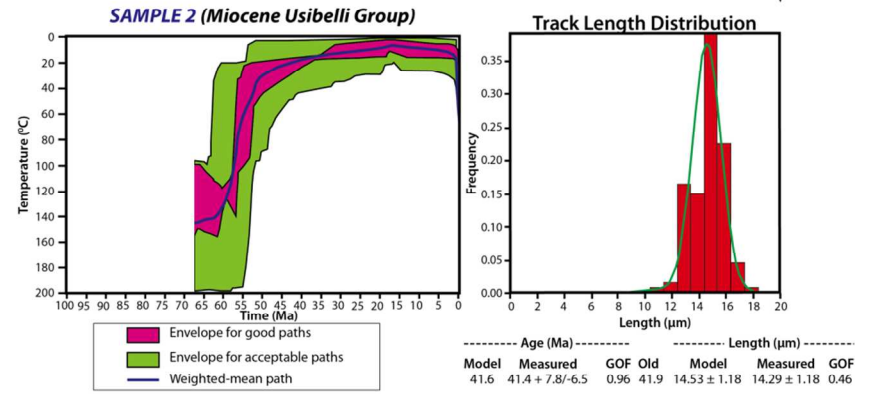 SAMPLE 2 (Miocene Usibelli Group)
Temperature (ºC)
0
20
40
60
80
100
120
140
160
180
200
100 95 90 85 80 75 70 65 60 55 50 45 40 35 30 25 20 15 10 5 0
Time (Ma)
Envelope for good paths
Envelope for acceptable paths
Weighted-mean path
Track Length Distribution
Frequency
0.35
0.30
0.25
0.20
0.15
0.10
0.05
0.00
0 2 4 6 8 10 12 14 16 18 20
Length (µm)
-------- Age (Ma) -------- -------- Length (µm) --------
Model Measured GOF Old Model Measured GOF
41.6 41.4 + 7.8/-6.5 0.96 41.9 14.53 ± 1.18 14.29 ± 1.18 0.46